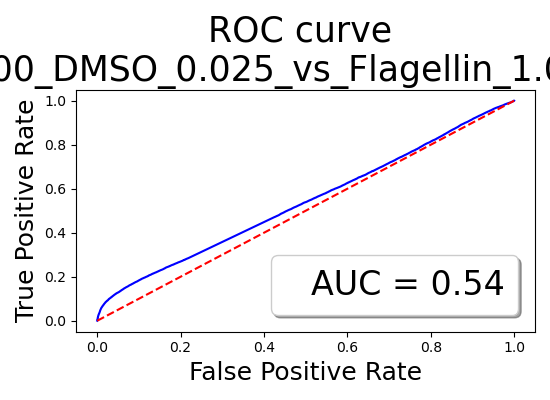 ROC curve
00_DMSO_0.025_vs_Flagellin_1.0
True Positive Rate
1.0
0.8
0.6
0.4
0.2
0.0
AUC = 0.54
0.0 0.2 0.4 0.6 0.8 1.0
False Positive Rate